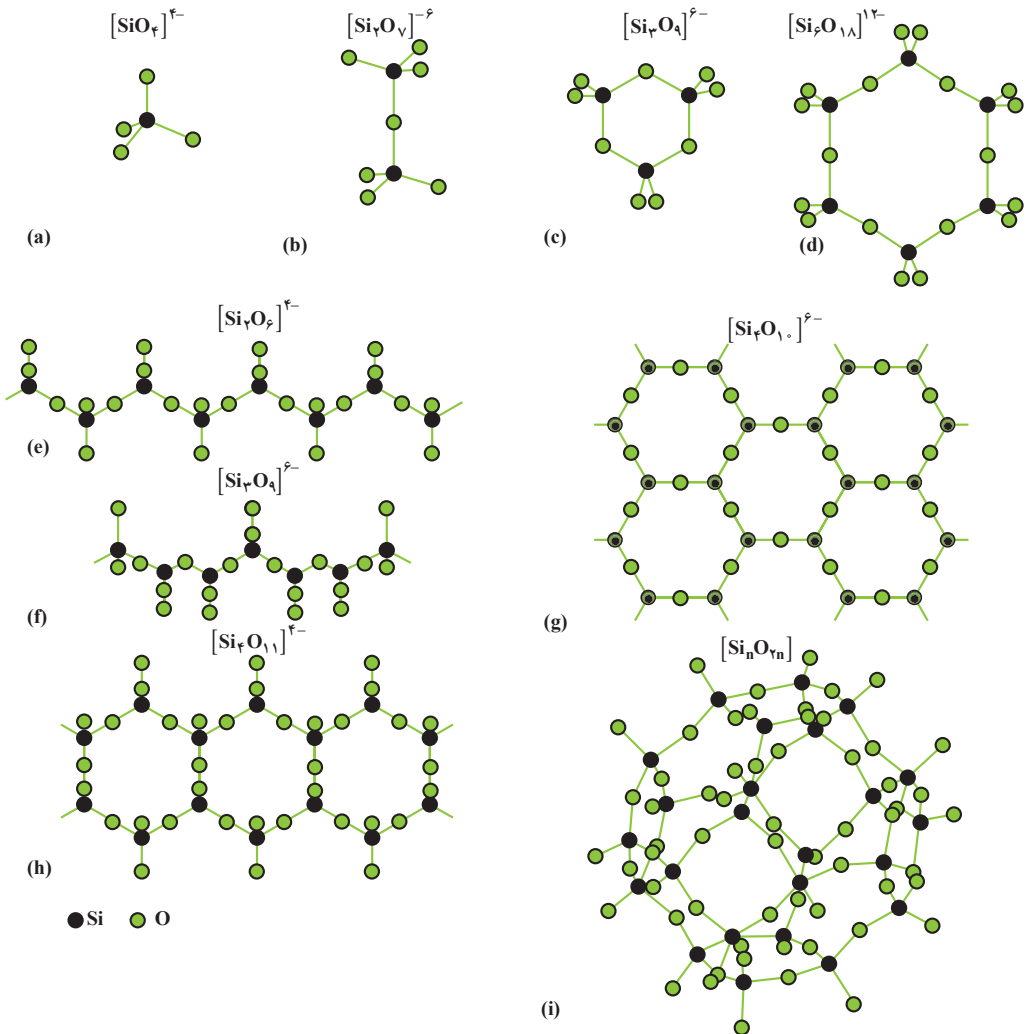 [SiO۴]۴–
(a)
[Si۲O۷]–۶
(b)
[Si۳O۹]۶–
(c)
[Si۶O۱۸]۱۲–
(d)
[Si۲O۶]۴–
(e)
[Si۳O۹]۶–
(f)
[Si۴O۱۰]۶–
(g)
[Si۴O۱۱]۴–
(h)
Si O
[SinO۲n]
(i)